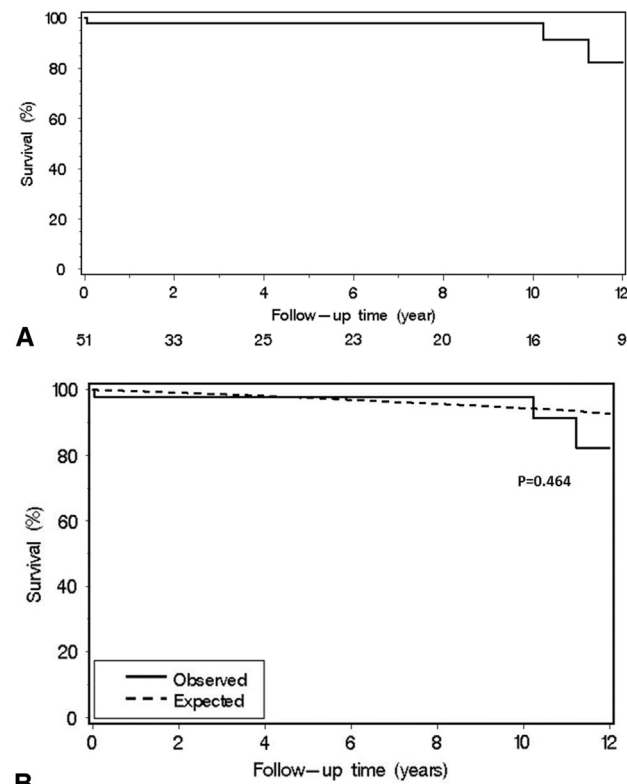 100
80
60
40
20
0
Survival (%)
0 2 4 6 8 10 12
Follow—up time (year)
A 51 33 25 23 20 16 9
100
80
60
40
20
0
Survival (%)
P=0.464
Observed
Expected
0 2 4 6 8 10 12
Follow—up time (years)
B